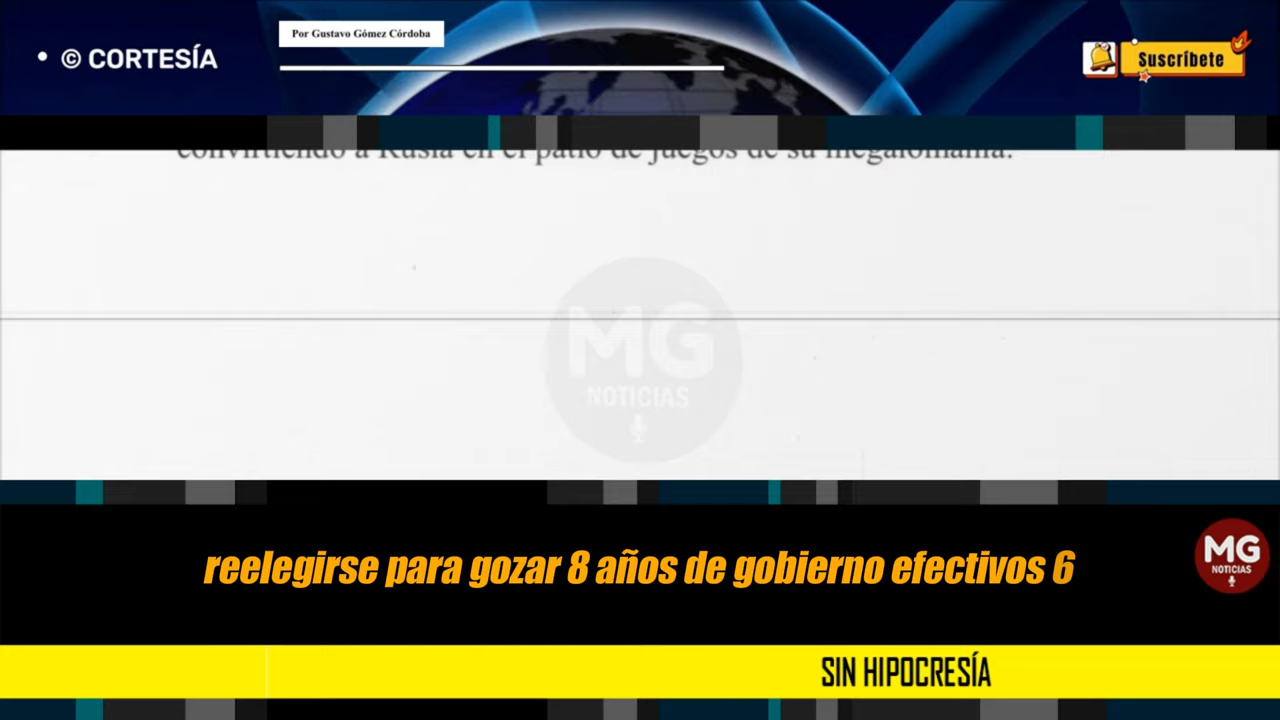 Por Gustavo Gómez Córdoba
• © CORTESÍA
Suscríbete
convirtiendo a Rusia en el patio de juegos de su megalomanía.
MG
NOTICIAS
reelegirse para gozar 8 años de gobierno efectivos 6
MG
NOTICIAS
SIN HIPOCRESÍA